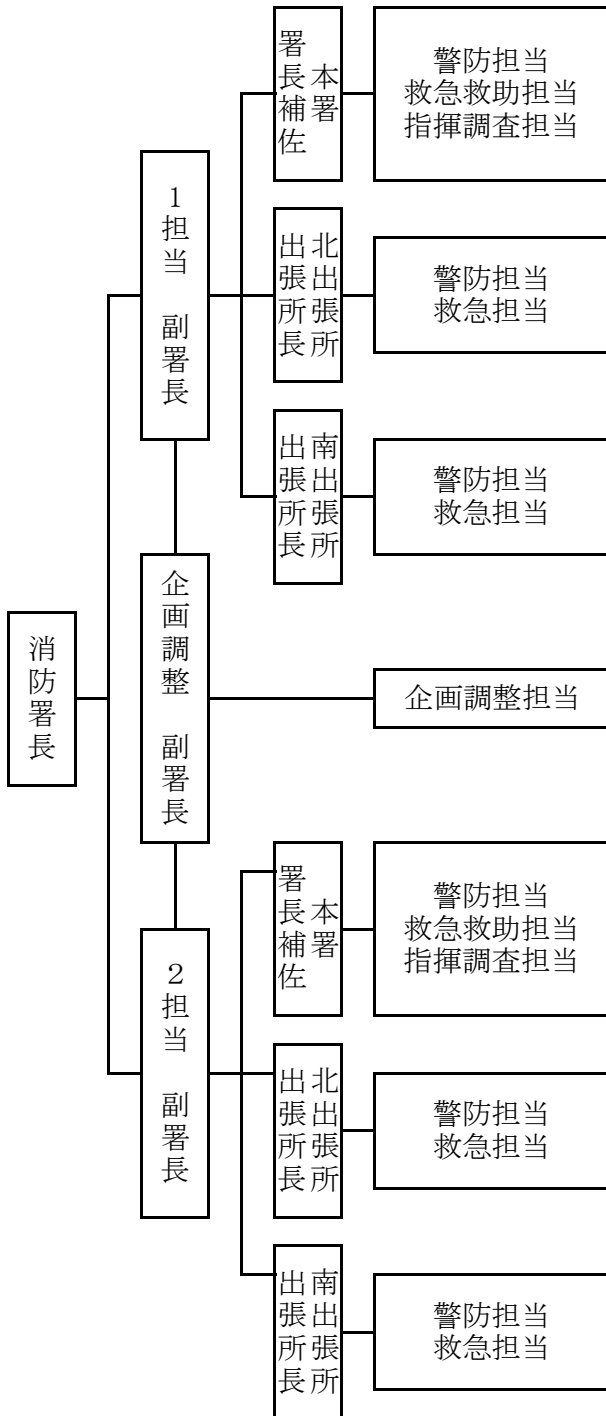 消防署長
1担当 副署長
本署
署長補佐
警防担当
救急救助担当
指揮調査担当
北出張所
出張所長
警防担当
救急担当
南出張所
出張所長
警防担当
救急担当
企画調整 副署長
企画調整担当
2担当 副署長
本署
署長補佐
警防担当
救急救助担当
指揮調査担当
北出張所
出張所長
警防担当
救急担当
南出張所
出張所長
警防担当
救急担当